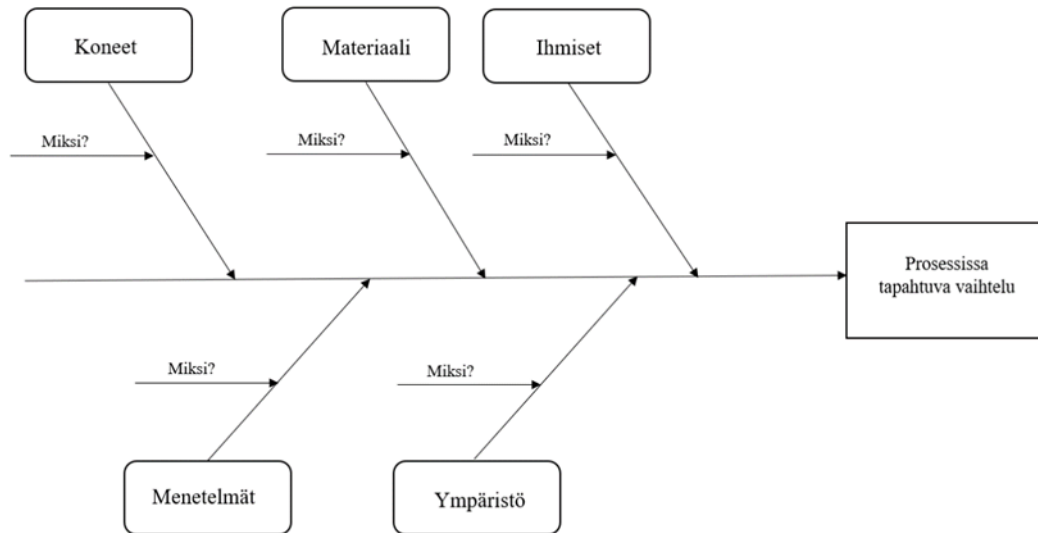 Koneet
Materiaali
Ihmiset
Miksi?
Miksi?
Miksi?
Prosessissa
tapahtuva vaihtelu
Miksi?
Miksi?
Menetelmät
Ympäristö